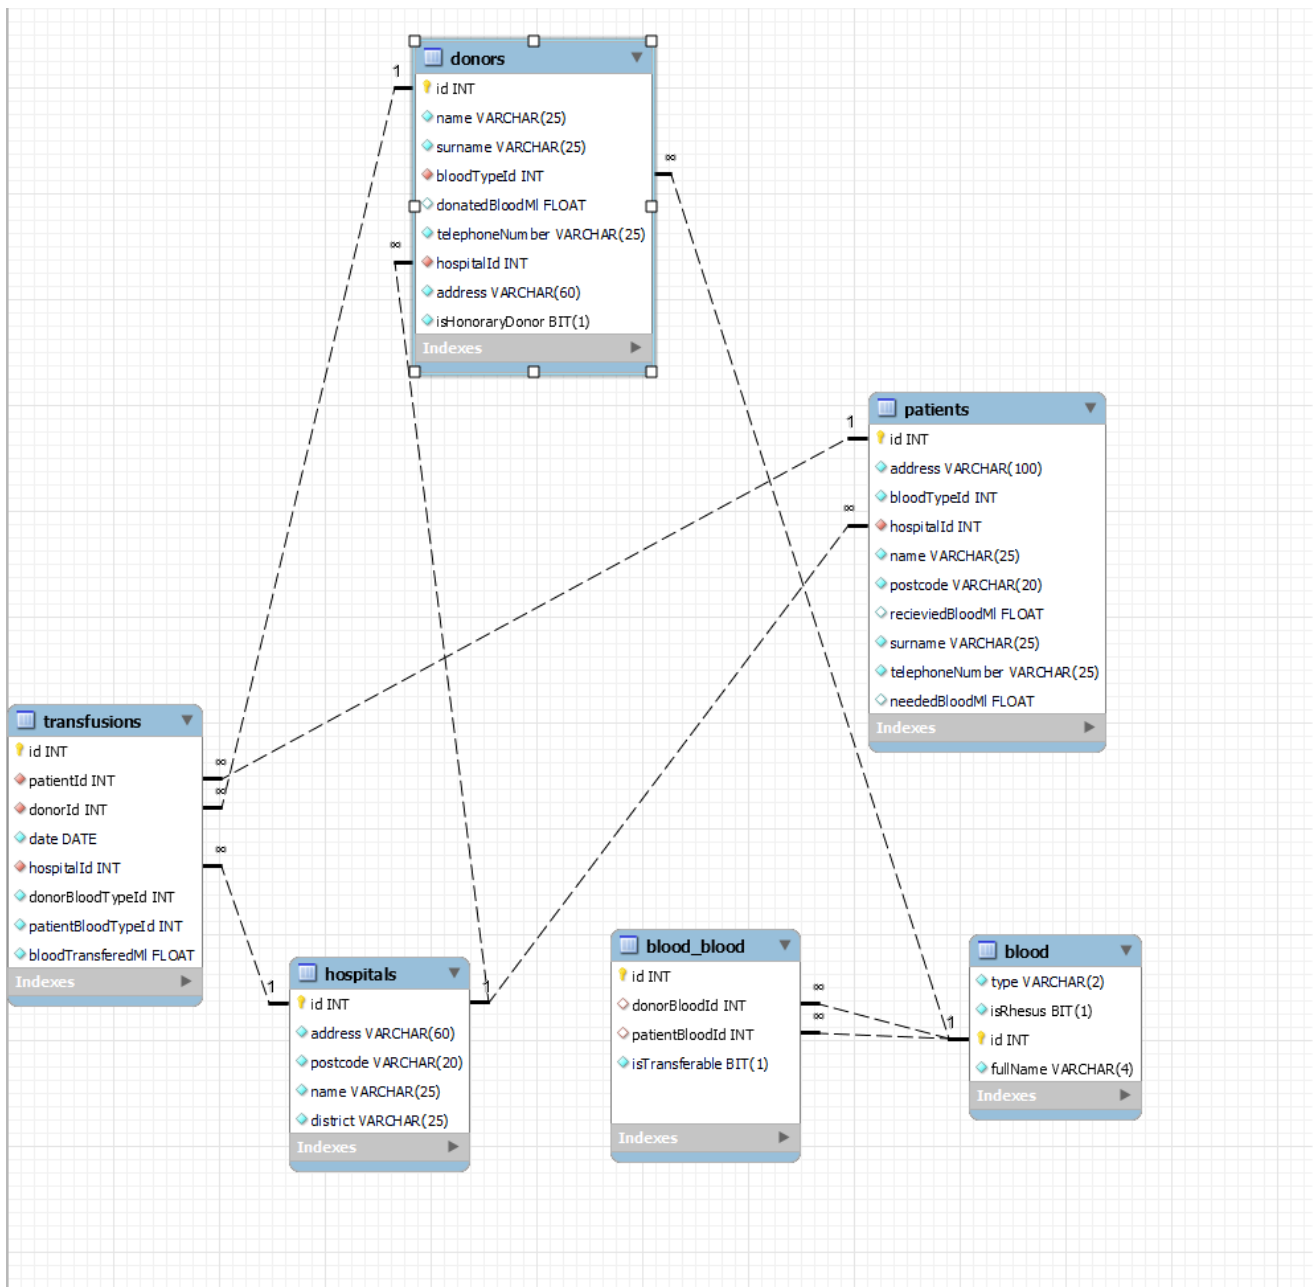 donors
1
id INT
name VARCHAR(25)
surname VARCHAR(25)
∞
bloodTypeId INT
donatedBloodMl FLOAT
telephoneNumber VARCHAR(25)
∞
hospitalId INT
address VARCHAR(60)
isHonoraryDonor BIT(1)
Indexes
patients
1
id INT
address VARCHAR(100)
bloodTypeId INT
∞
hospitalId INT
name VARCHAR(25)
postcode VARCHAR(20)
recieviedBloodMl FLOAT
surname VARCHAR(25)
telephoneNumber VARCHAR(25)
neededBloodMl FLOAT
Indexes
transfusions
id INT
∞
patientId INT
∞
donorId INT
date DATE
∞
hospitalId INT
donorBloodTypeId INT
patientBloodTypeId INT
bloodTransferedMl FLOAT
Indexes
hospitals
1
1
id INT
address VARCHAR(60)
postcode VARCHAR(20)
name VARCHAR(25)
district VARCHAR(25)
Indexes
blood_blood
id INT
∞
donorBloodId INT
∞
patientBloodId INT
isTransferable BIT(1)
Indexes
blood
type VARCHAR(2)
isRhesus BIT(1)
1
id INT
fullName VARCHAR(4)
Indexes